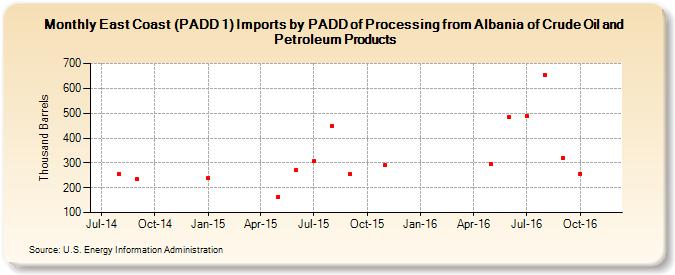 Monthly East Coast (PADD 1) Imports by PADD of Processing from Albania of Crude Oil and
Petroleum Products
Thousand Barrels
700
600
500
400
300
200
100
Jul-14 Oct-14 Jan-15 Apr-15 Jul-15 Oct-15 Jan-16 Apr-16 Jul-16 Oct-16
Source: U.S. Energy Information Administration